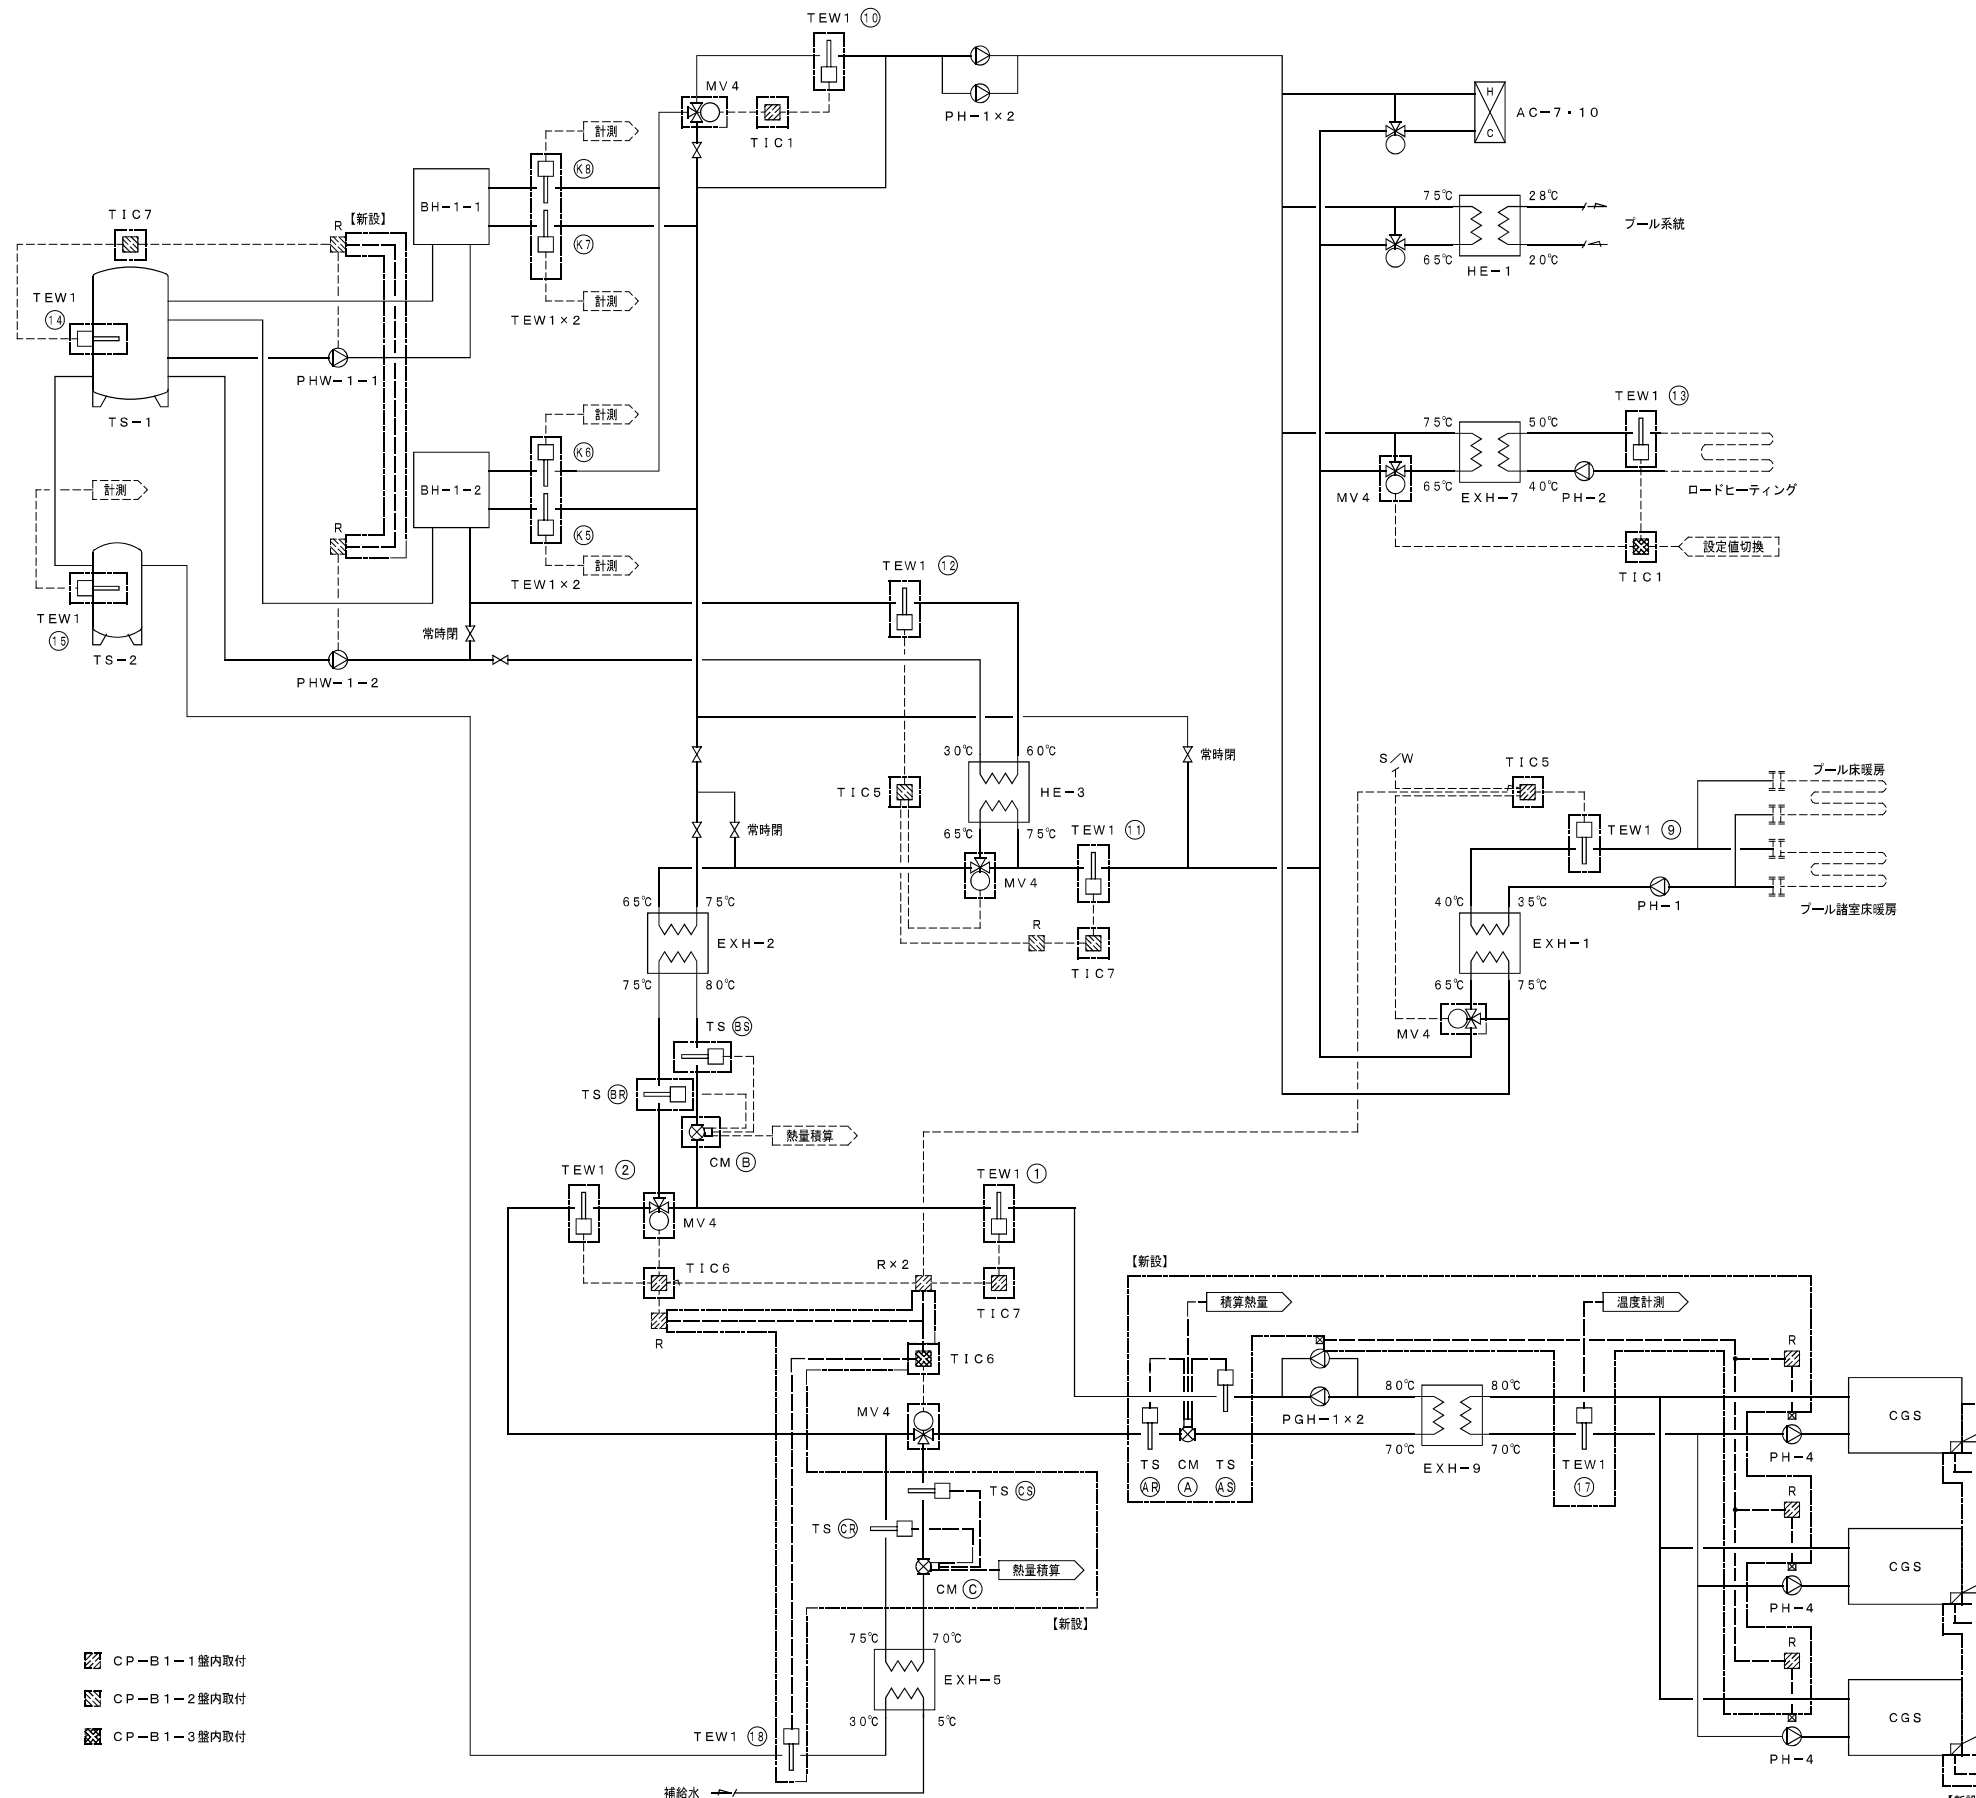 TEW1 ⑩
MV4
TIC1
PH-1×2
計測
K8
BH-1-1
K7
計測
TEW1×2
TIC7
R
【新設】
TEW1
⑭
PHW-1-1
TS-1
H
C
AC-7・10
75℃
28℃
プール系統
65℃
20℃
HE-1
計測
K6
BH-1-2
K5
計測
TEW1×2
計測
R
TEW1
⑮
TS-2
常時閉
PHW-1-2
TEW1 ⑬
75℃
50℃
MV4
65℃
40℃
EXH-7
PH-2
ロードヒーティング
設定値切換
TIC1
TEW1 ⑫
30℃
60℃
常時閉
TIC5
HE-3
常時閉
65℃
75℃
TEW1 ⑪
MV4
S/W
TIC5
プール床暖房
TEW1 ⑨
PH-1
プール諸室床暖房
65℃
75℃
EXH-2
75℃
80℃
R
TIC7
40℃
35℃
EXH-1
65℃
75℃
MV4
TS BS
TS BR
熱量積算
CM B
TEW1 ②
MV4
TEW1 ①
TIC6
R×2
TIC7
R
TIC6
MV4
【新設】
積算熱量
温度計測
R
80℃
80℃
PGH-1×2
CGS
70℃
70℃
EXH-9
PH-4
TS
CM
TS
TEW1
AR
A
AS
⑰
R
TS CS
TS CR
熱量積算
CM C
CGS
PH-4
【新設】
75℃
70℃
R
EXH-5
30℃
5℃
CGS
TEW1 ⑱
PH-4
補給水
CP-B1-1盤内取付
CP-B1-2盤内取付
CP-B1-3盤内取付